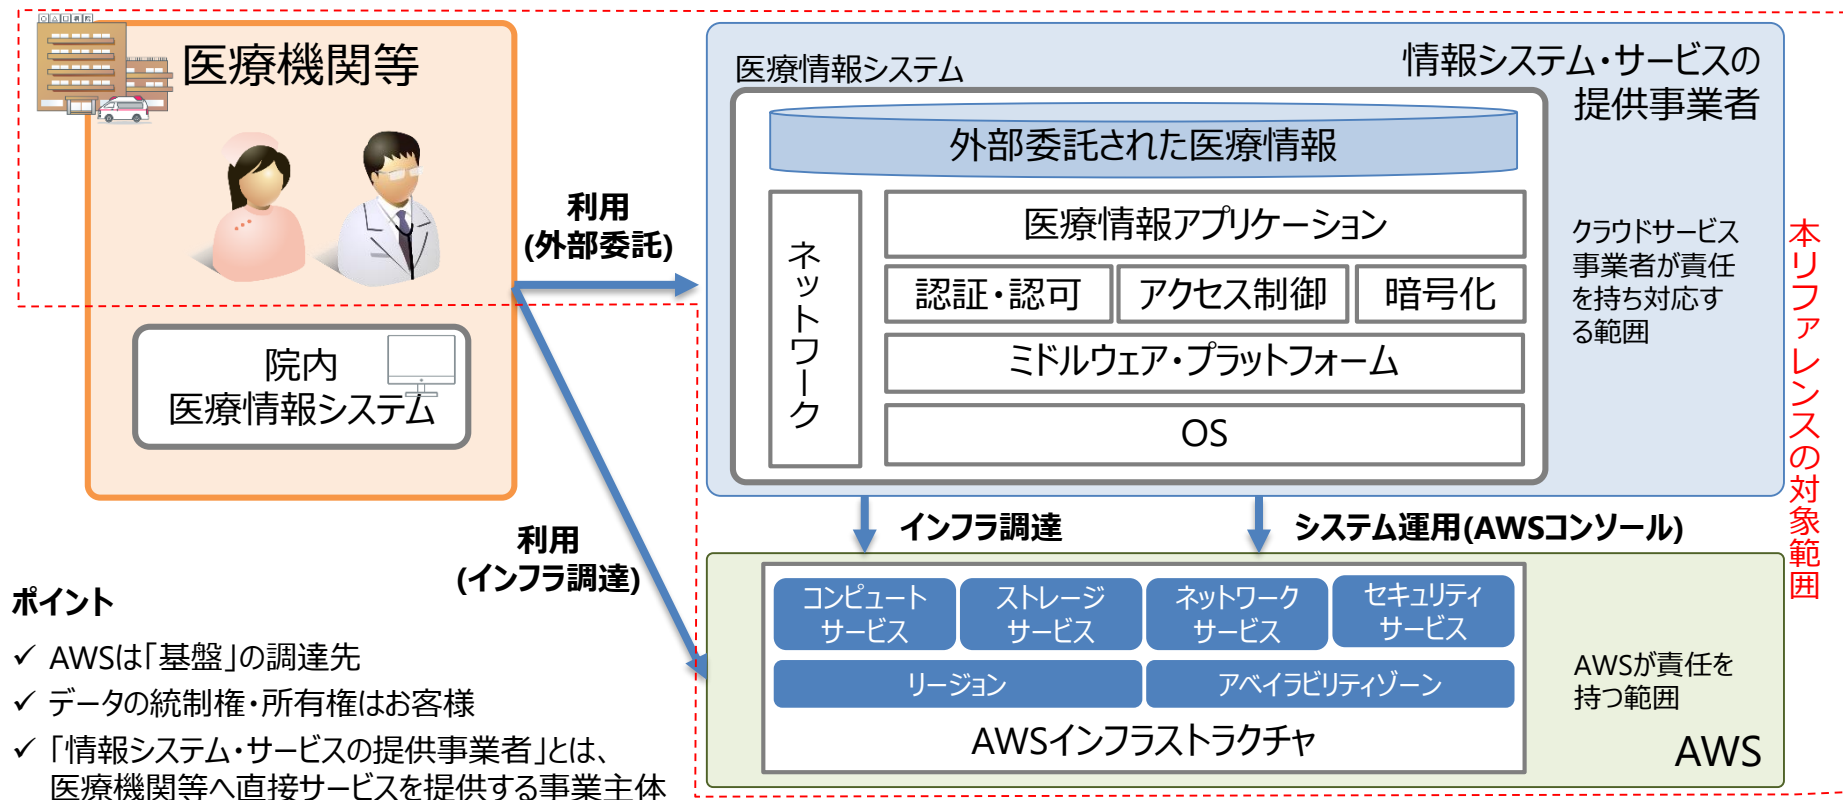 医療機関等
院内
医療情報システム
利用
(外部委託)
利用
(インフラ調達)
情報システム・サービスの
提供事業者
医療情報システム
外部委託された医療情報
ネットワーク
医療情報アプリケーション
認証・認可
アクセス制御
暗号化
ミドルウェア・プラットフォーム
OS
クラウドサービス
事業者が責任
を持ち対応す
る範囲
本リファレンスの対象範囲
インフラ調達
システム運用(AWSコンソール)
コンピュート
サービス
ストレージ
サービス
ネットワーク
サービス
セキュリティ
サービス
リージョン
アベイラビリティゾーン
AWSインフラストラクチャ
AWSが責任を
持つ範囲
AWS
ポイント
✓ AWSは「基盤」の調達先
✓ データの統制権・所有権はお客様
✓ 「情報システム・サービスの提供事業者」とは、
医療機関等へ直接サービスを提供する事業主体